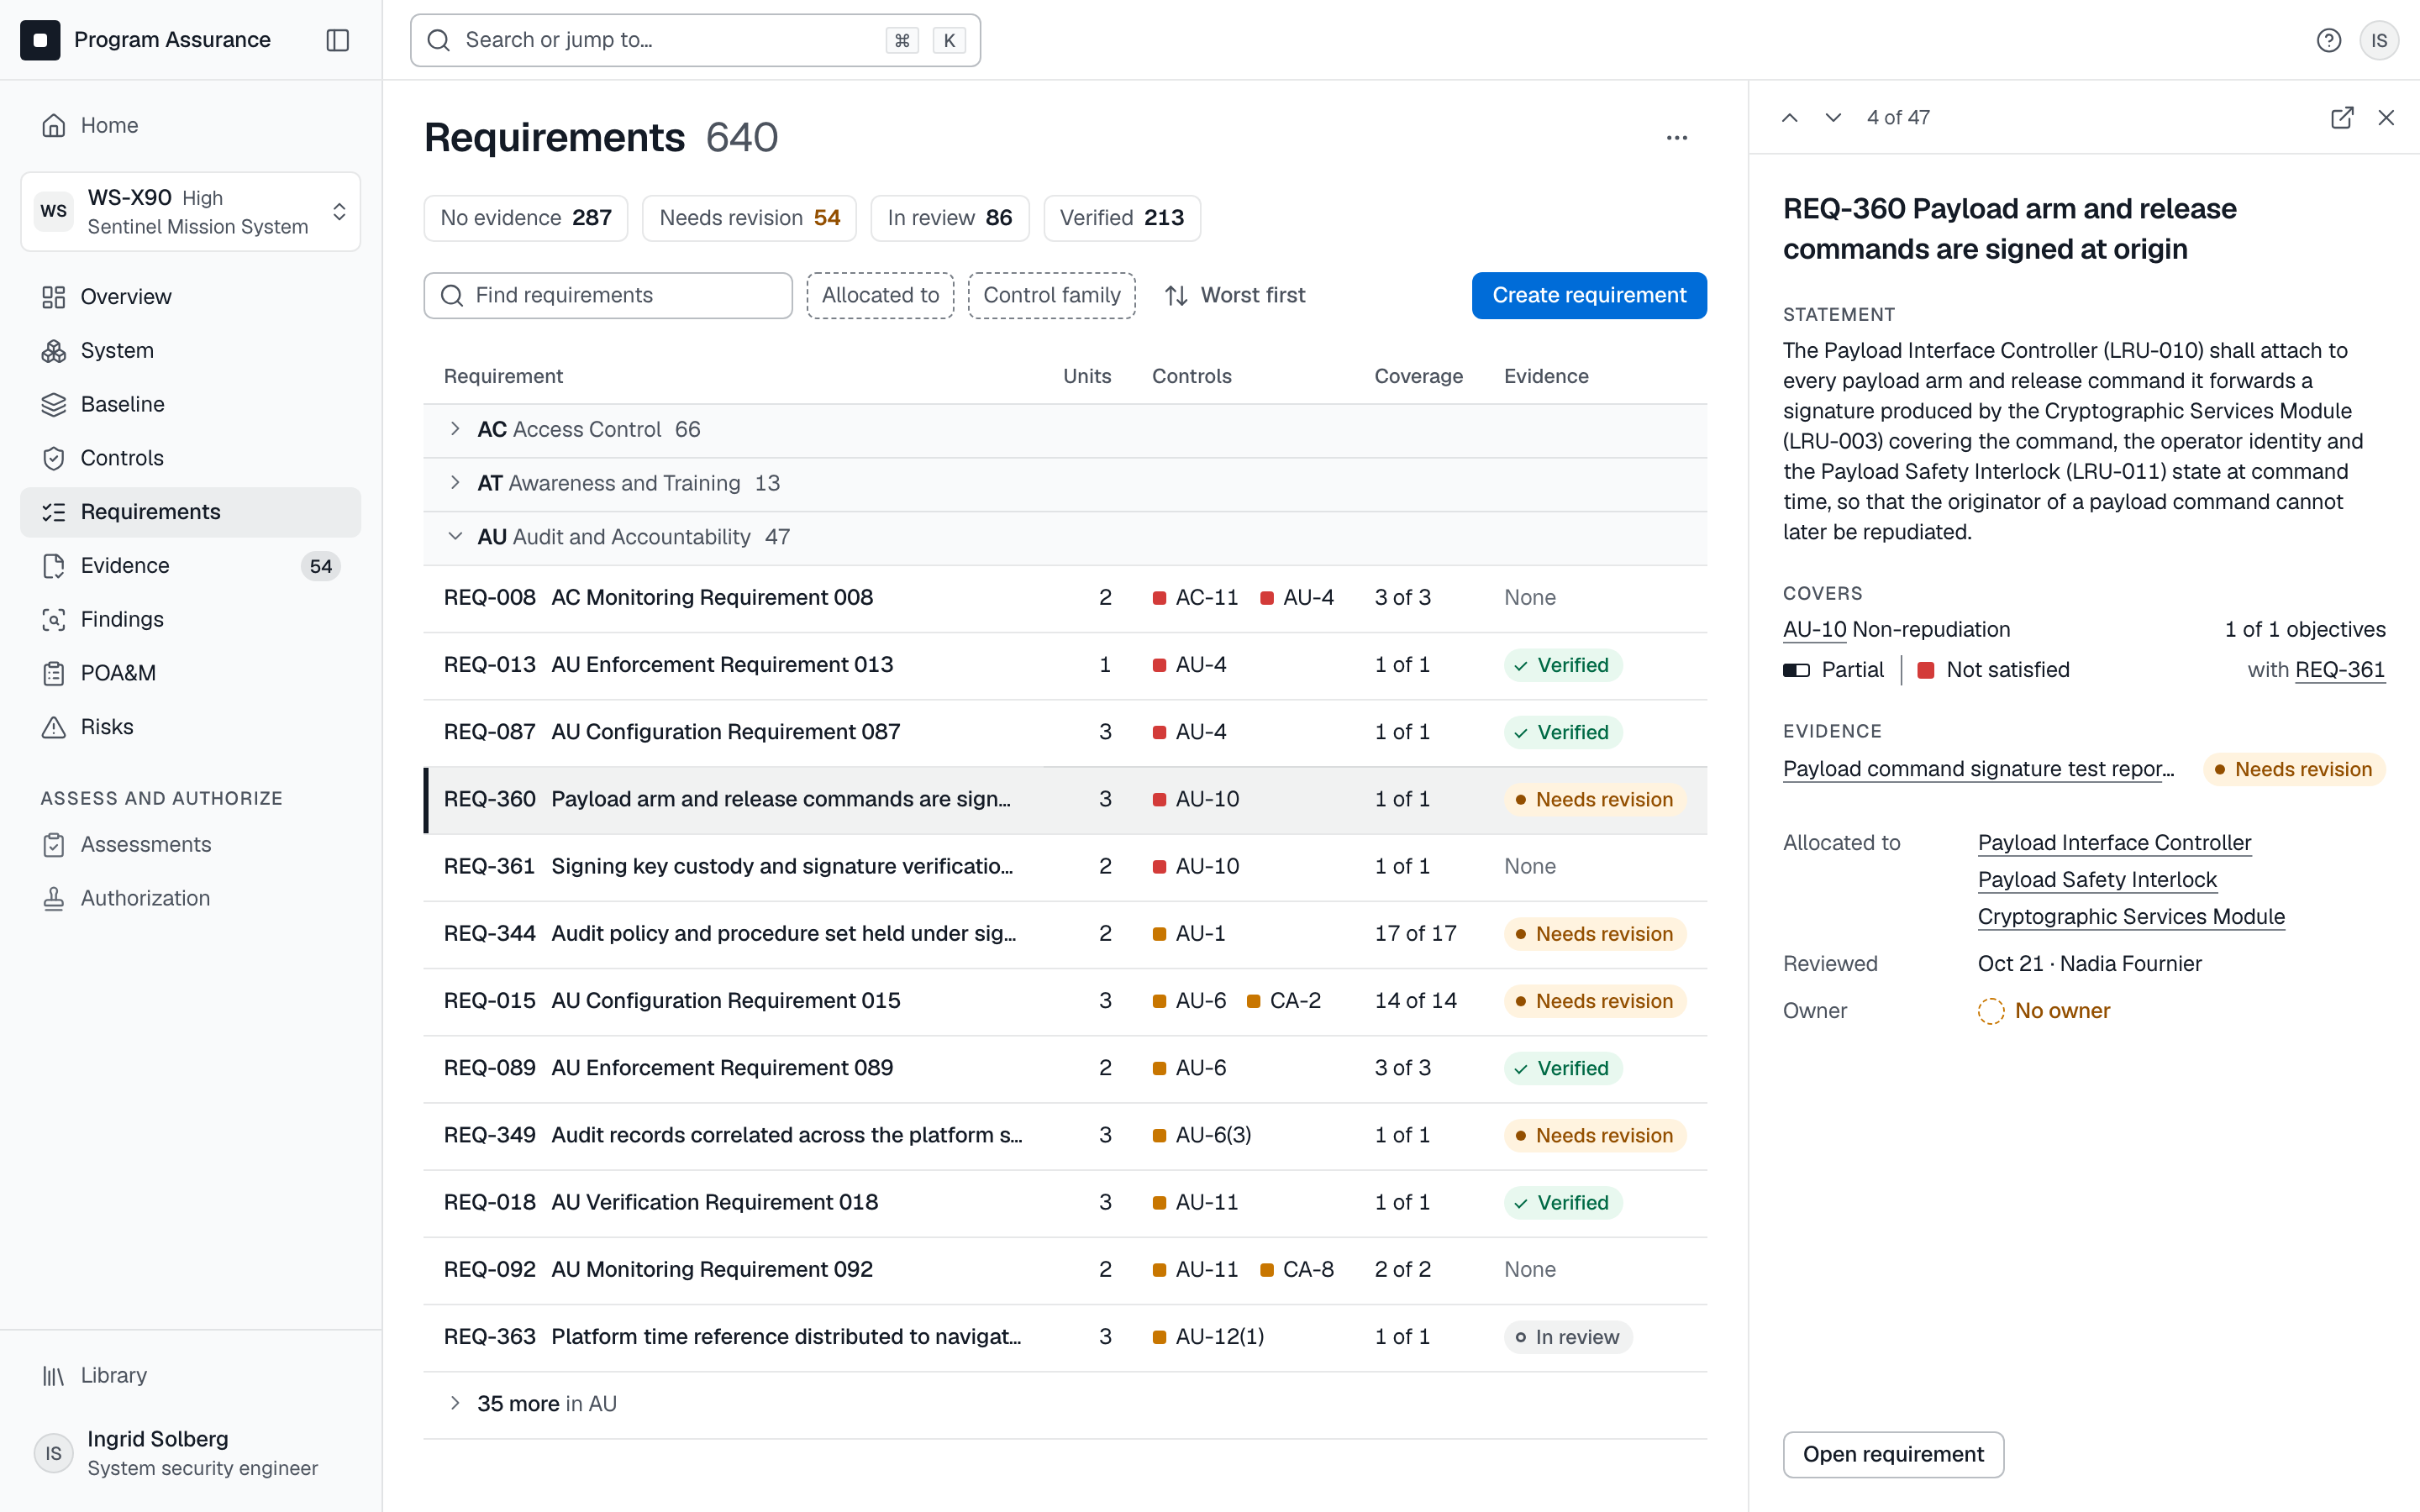 Program Assurance
Search or jump to...
⌘ K
IS
Home
WS
WS-X90 High
Sentinel Mission System
Overview
System
Baseline
Controls
Requirements
Evidence 54
Findings
POA&M
Risks
ASSESS AND AUTHORIZE
Assessments
Authorization
Library
IS
Ingrid Solberg
System security engineer
Requirements 640
No evidence 287 Needs revision 54 In review 86 Verified 213
Find requirements Allocated to Control family Worst first Create requirement
Requirement Units Controls Coverage Evidence
AC Access Control 66
AT Awareness and Training 13
AU Audit and Accountability 47
REQ-008 AC Monitoring Requirement 008 2 AC-11 AU-4 3 of 3 None
REQ-013 AU Enforcement Requirement 013 1 AU-4 1 of 1 Verified
REQ-087 AU Configuration Requirement 087 3 AU-4 1 of 1 Verified
REQ-360 Payload arm and release commands are sign... 3 AU-10 1 of 1 Needs revision
REQ-361 Signing key custody and signature verificatio... 2 AU-10 1 of 1 None
REQ-344 Audit policy and procedure set held under sig... 2 AU-1 17 of 17 Needs revision
REQ-015 AU Configuration Requirement 015 3 AU-6 CA-2 14 of 14 Needs revision
REQ-089 AU Enforcement Requirement 089 2 AU-6 3 of 3 Verified
REQ-349 Audit records correlated across the platform s... 3 AU-6(3) 1 of 1 Needs revision
REQ-018 AU Verification Requirement 018 3 AU-11 1 of 1 Verified
REQ-092 AU Monitoring Requirement 092 2 AU-11 CA-8 2 of 2 None
REQ-363 Platform time reference distributed to navigat... 3 AU-12(1) 1 of 1 In review
35 more in AU
4 of 47
REQ-360 Payload arm and release
commands are signed at origin
STATEMENT
The Payload Interface Controller (LRU-010) shall attach to
every payload arm and release command it forwards a
signature produced by the Cryptographic Services Module
(LRU-003) covering the command, the operator identity and
the Payload Safety Interlock (LRU-011) state at command
time, so that the originator of a payload command cannot
later be repudiated.
COVERS
AU-10 Non-repudiation 1 of 1 objectives
Partial Not satisfied with REQ-361
EVIDENCE
Payload command signature test repor... Needs revision
Allocated to Payload Interface Controller
Payload Safety Interlock
Cryptographic Services Module
Reviewed Oct 21 · Nadia Fournier
Owner No owner
Open requirement